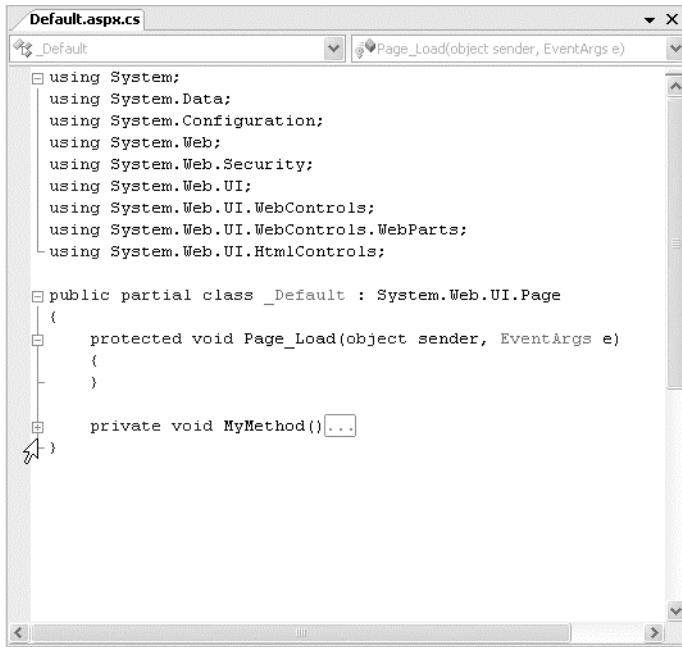 Default.aspx.cs
_Default
Page_Load(object sender, EventArgs e)
using System;
using System.Data;
using System.Configuration;
using System.Web;
using System.Web.Security;
using System.Web.UI;
using System.Web.UI.WebControls;
using System.Web.UI.WebControls.WebParts;
using System.Web.UI.HtmlControls;
public partial class _Default : System.Web.UI.Page
{
protected void Page_Load(object sender, EventArgs e)
{
}
private void MyMethod()...
}